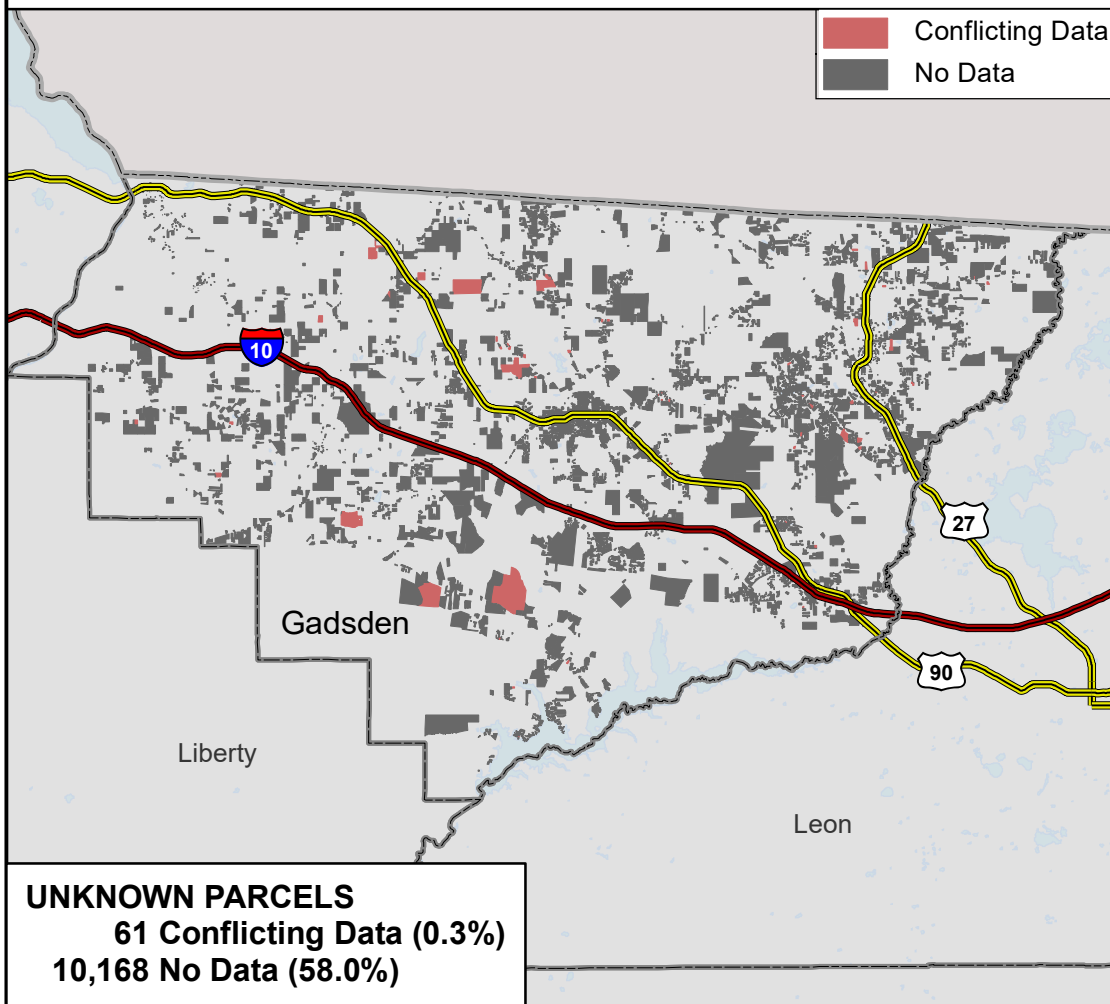 Conflicting Data
No Data
10
27
Gadsden
90
Liberty
Leon
UNKNOWN PARCELS
61 Conflicting Data (0.3%)
10,168 No Data (58.0%)